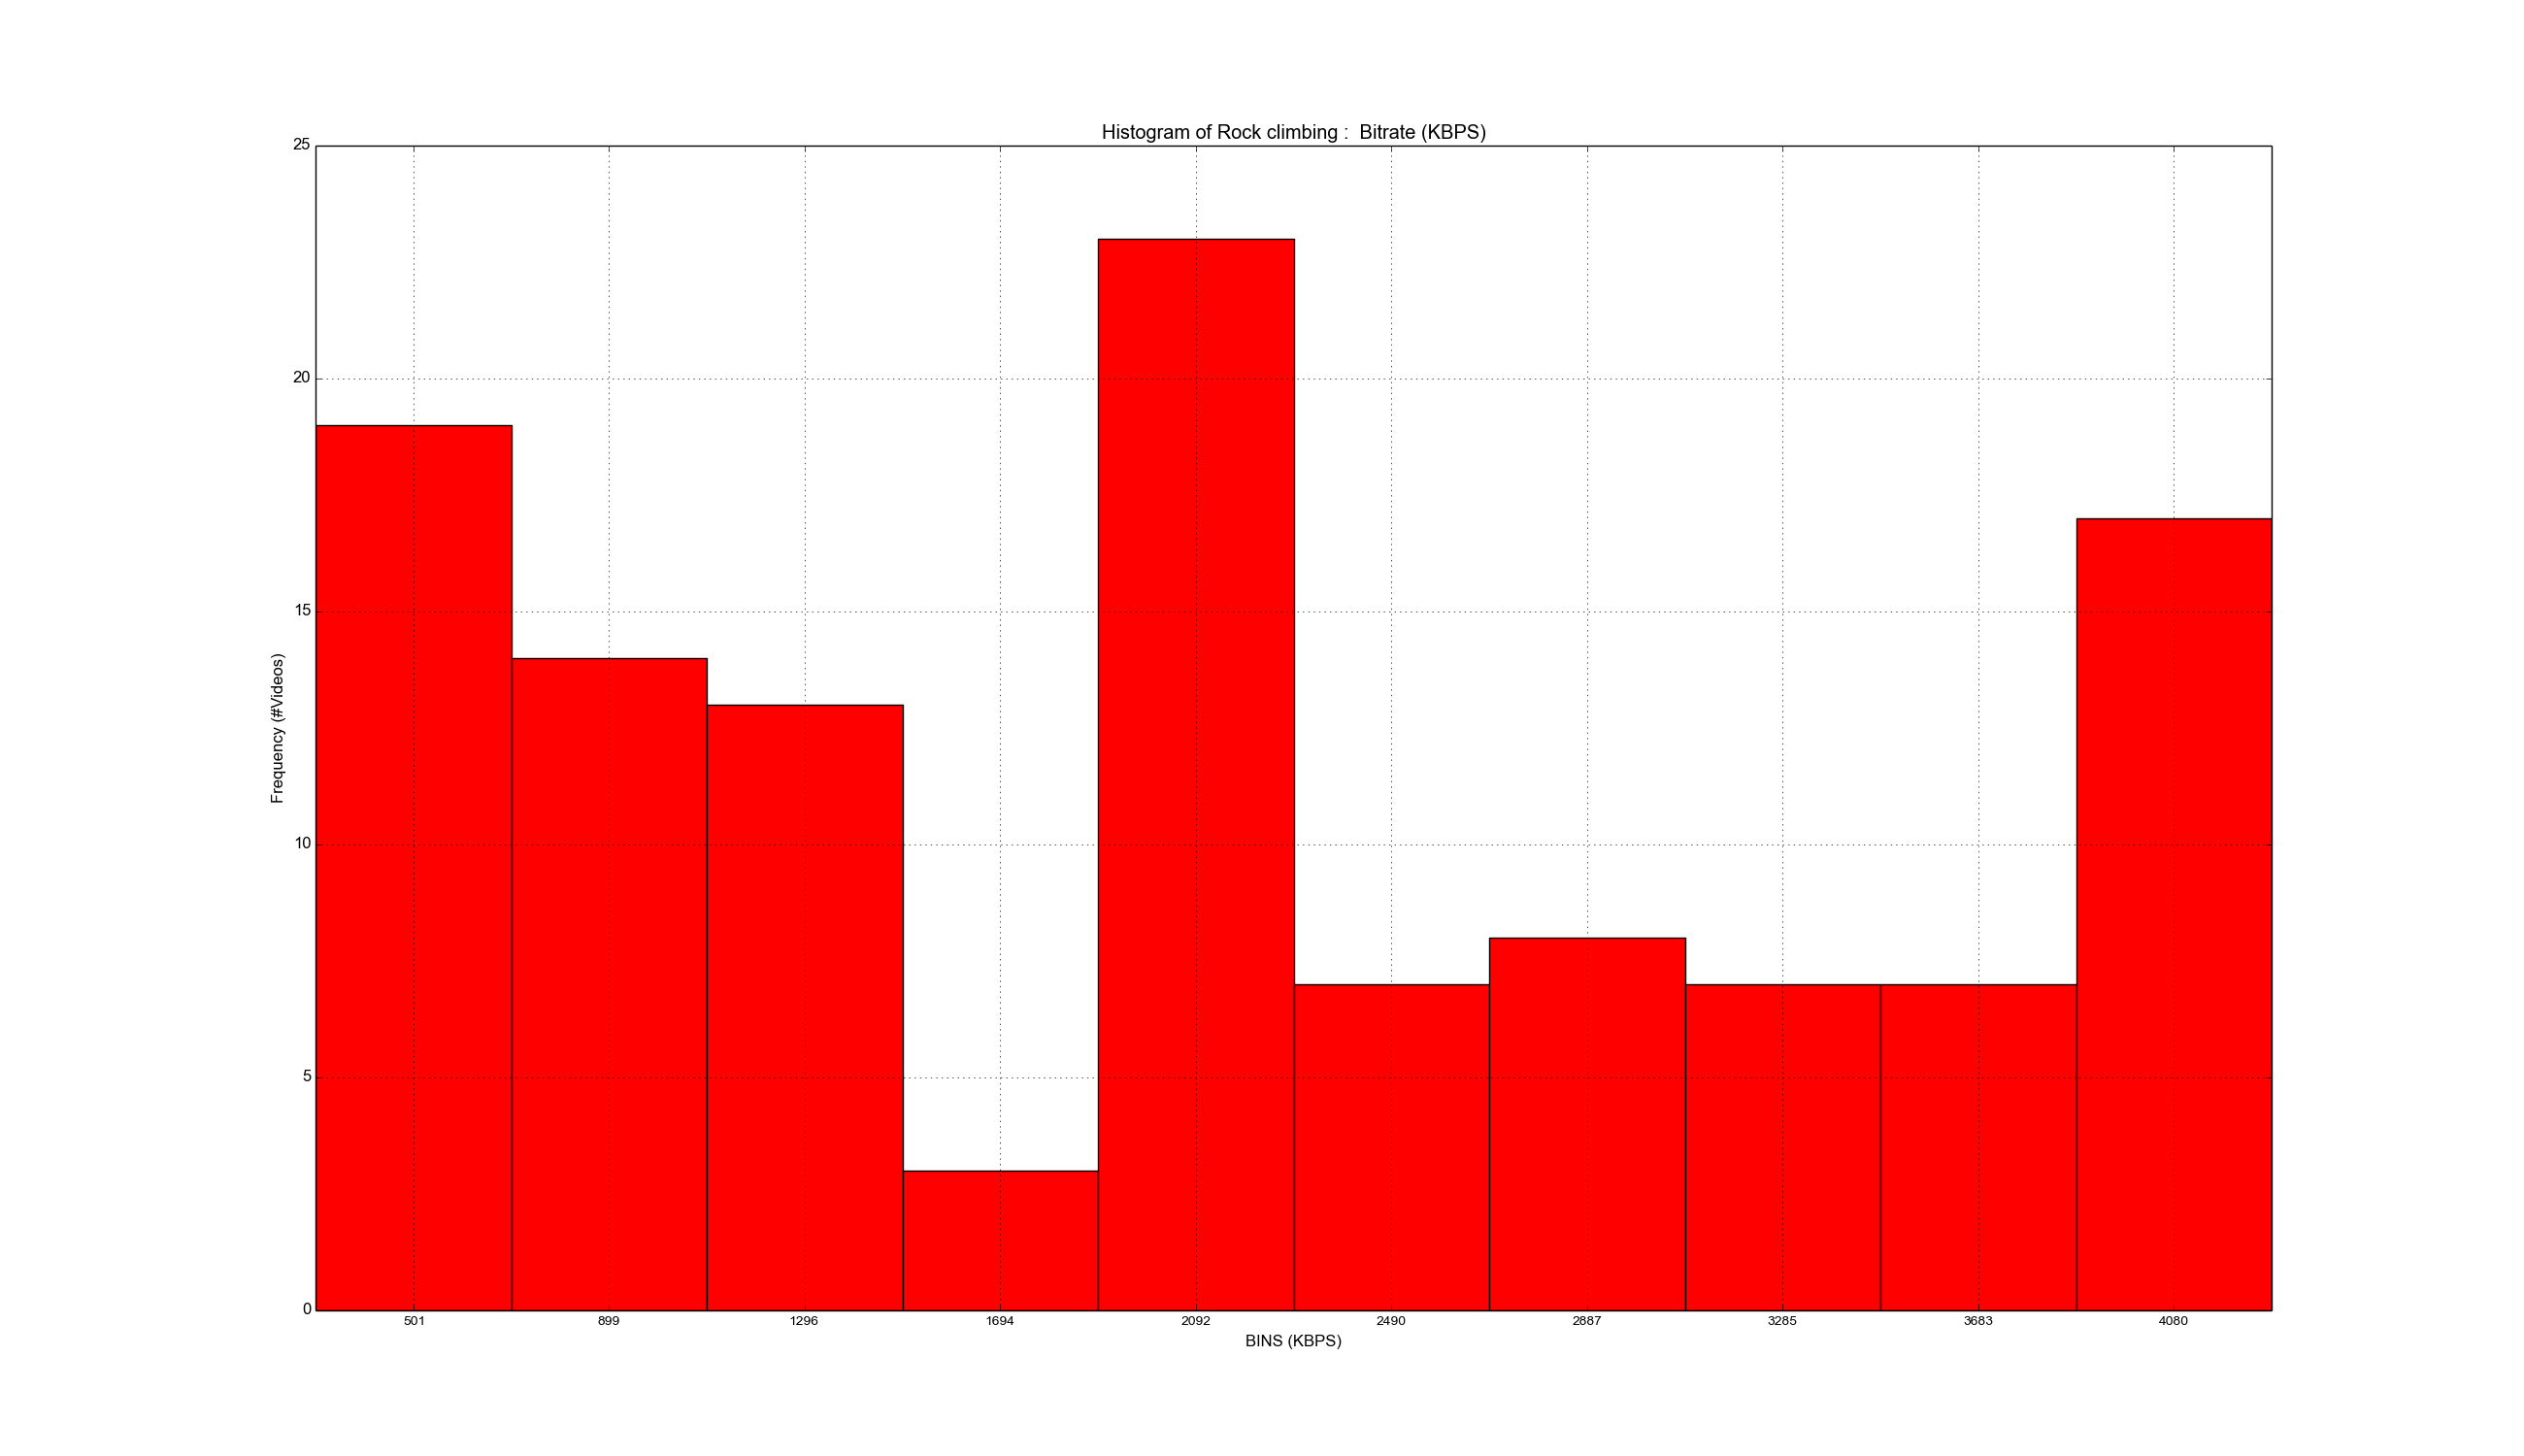 Histogram of Rock climbing :  Bitrate (KBPS)
25
20
15
10
5
0
Frequency (#Videos)
501 899 1296 1694 2092 2490 2887 3285 3683 4080
BINS (KBPS)